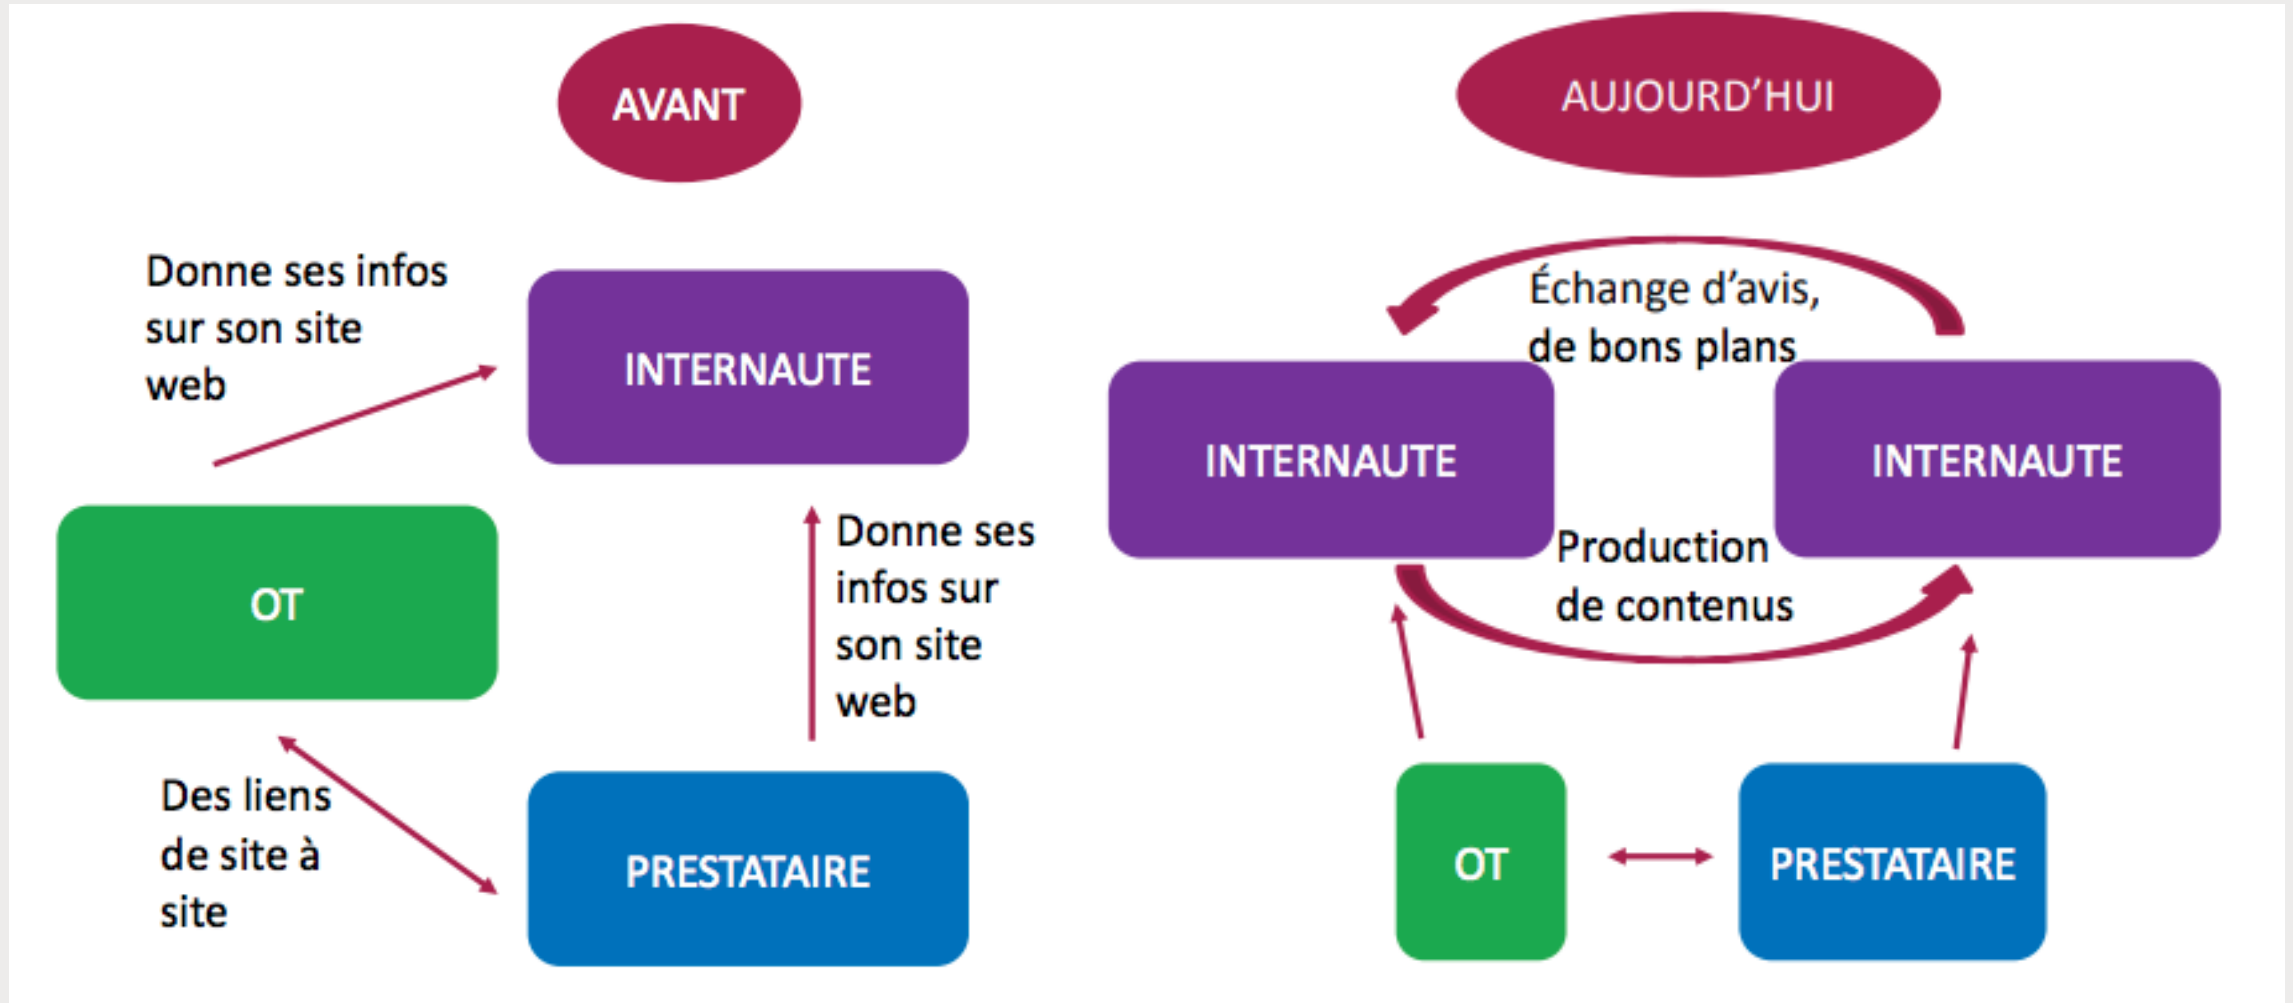 AVANT
Donne ses infos
sur son site
web
INTERNAUTE
OT
Donne ses
infos sur
son site
web
Des liens
de site à
site
PRESTATAIRE
AUJOURD’HUI
Échange d’avis,
de bons plans
INTERNAUTE
INTERNAUTE
Production
de contenus
OT
PRESTATAIRE